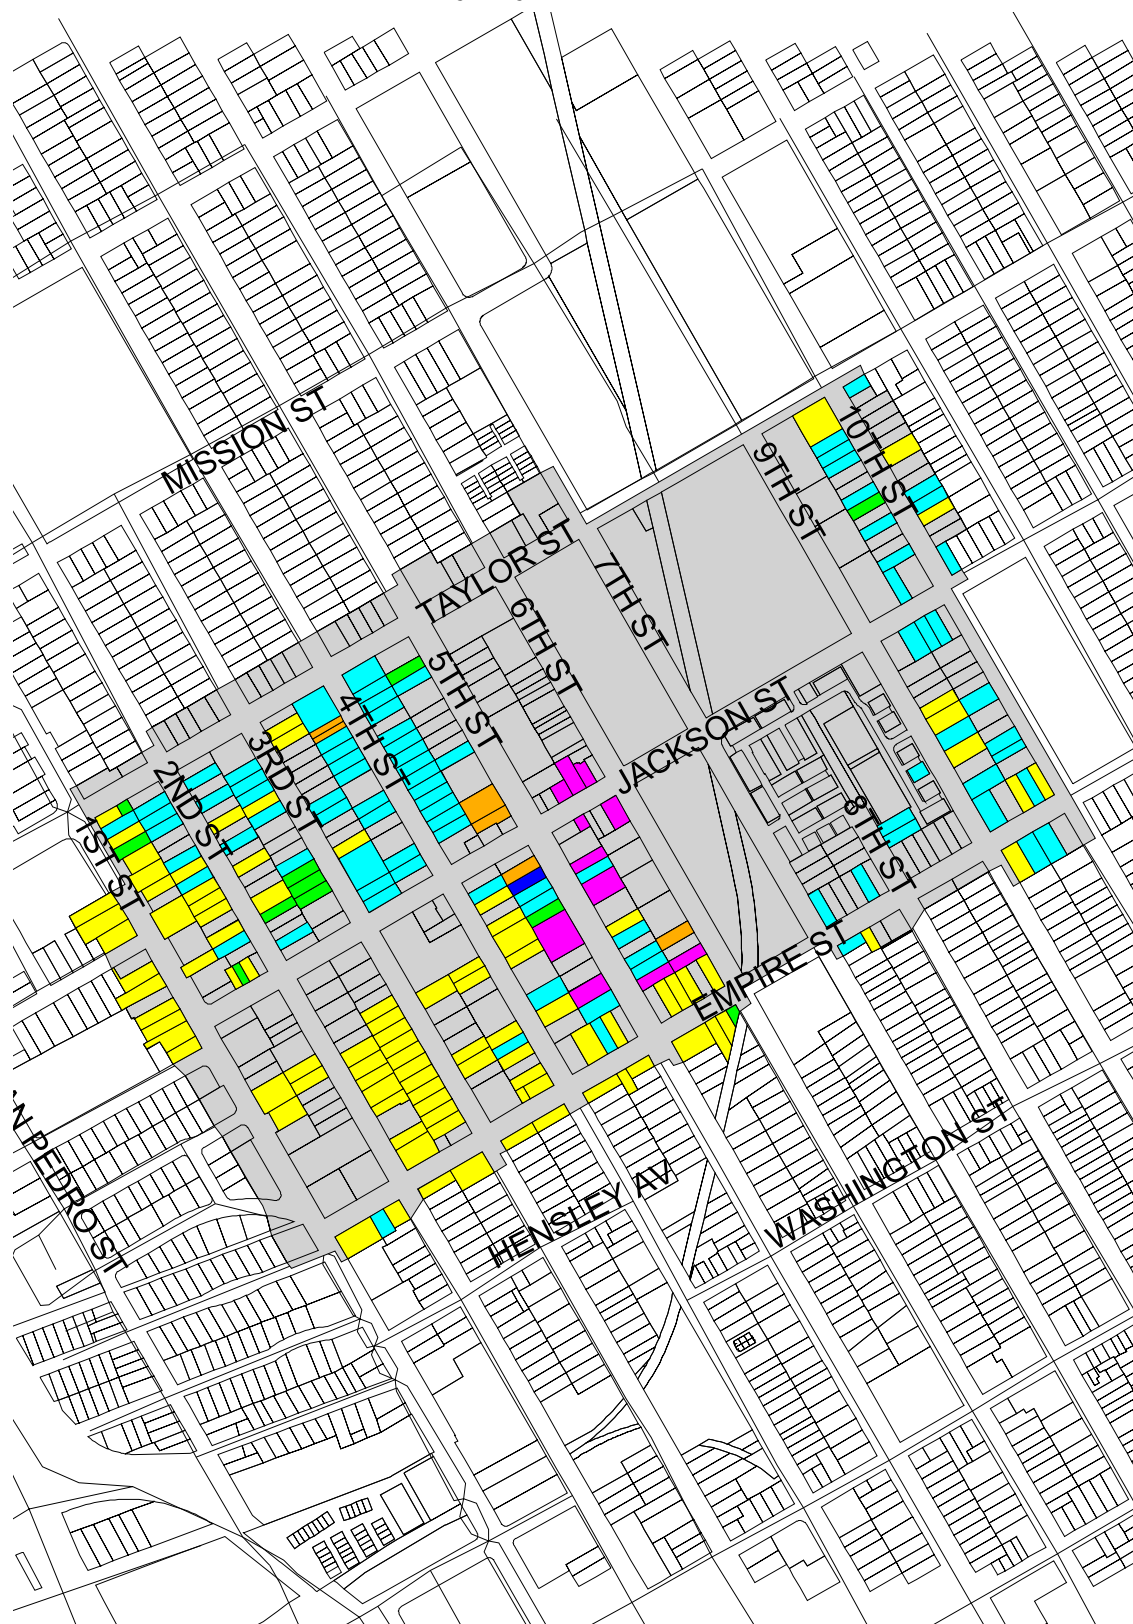 MISSION ST
TAYLOR ST
10TH ST
9TH ST
7TH ST
6TH ST
5TH ST
4TH ST
3RD ST
2ND ST
1ST ST
JACKSON ST
8TH ST
EMPIRE ST
N PEDRO ST
HENSLEY AV
WASHINGTON ST